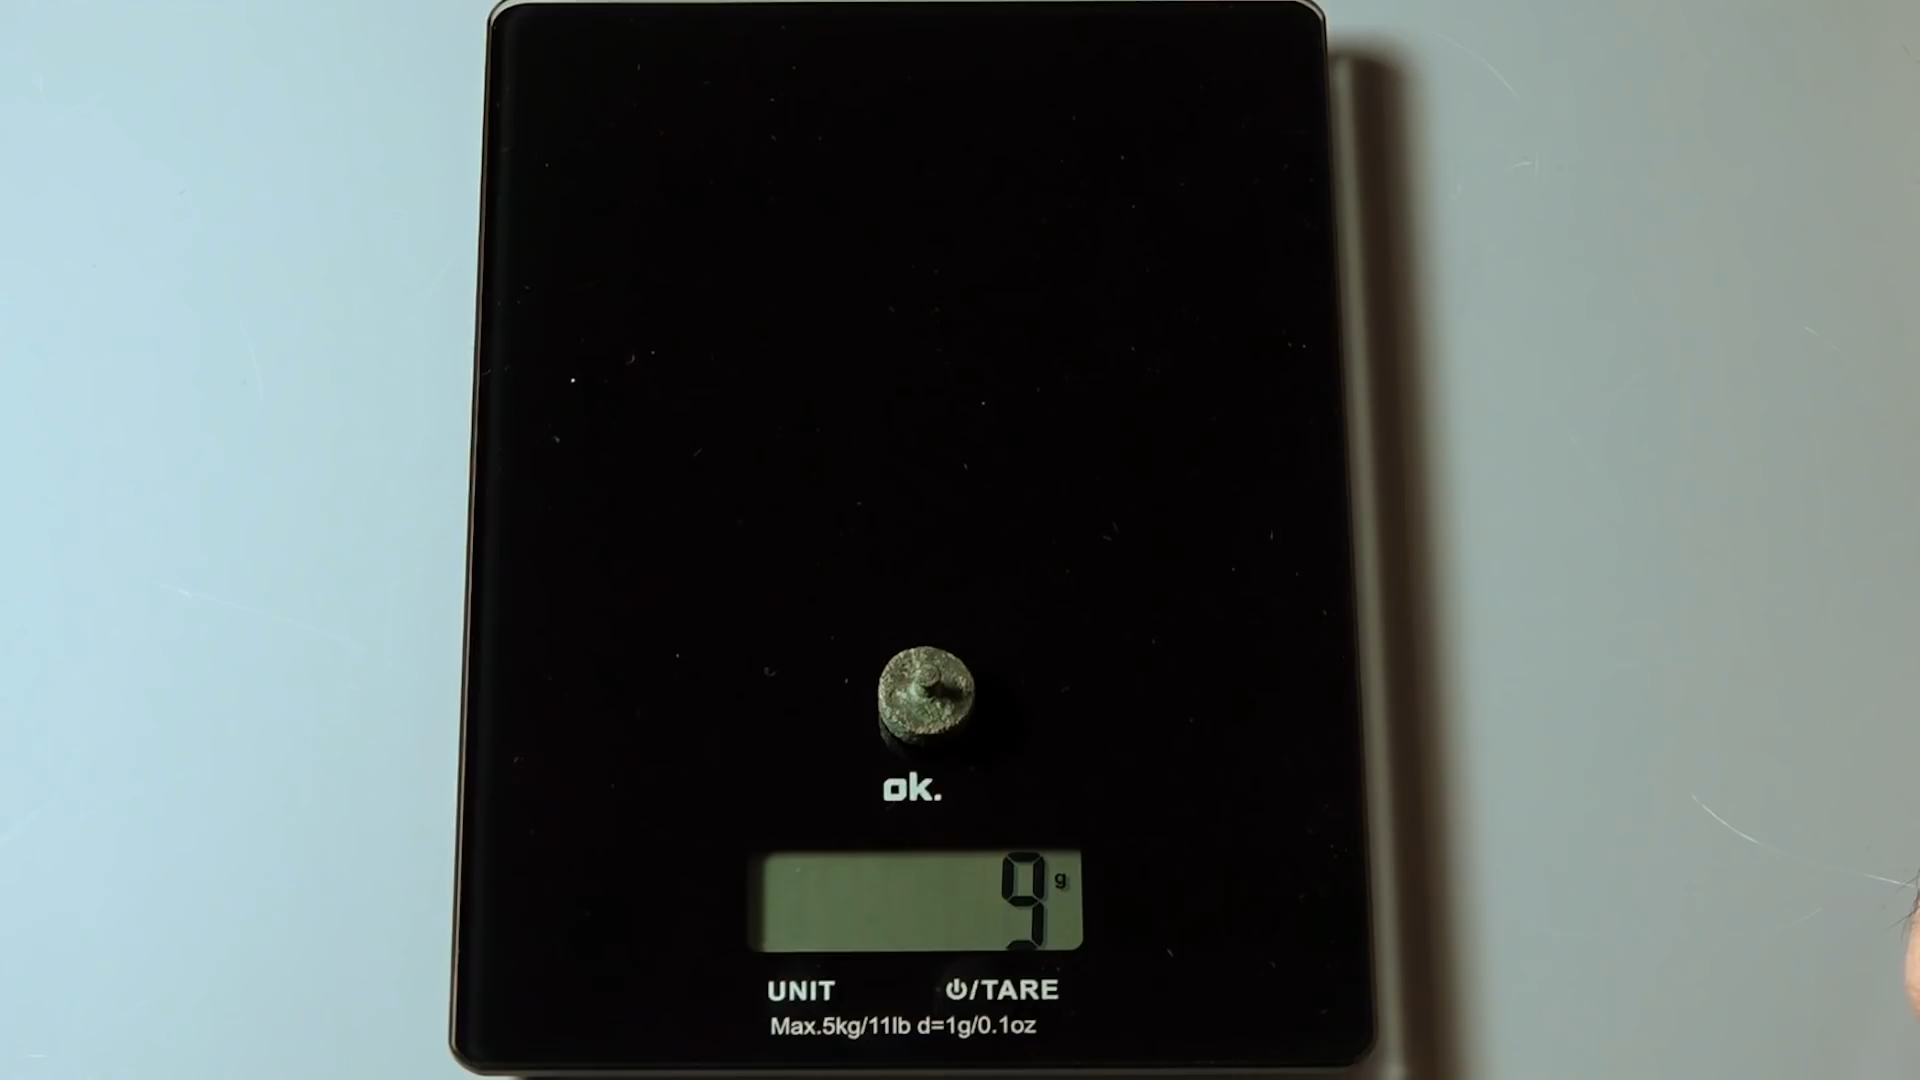 ok.
9 g
UNIT ⏻/TARE
Max.5kg/11lb d=1g/0.1oz